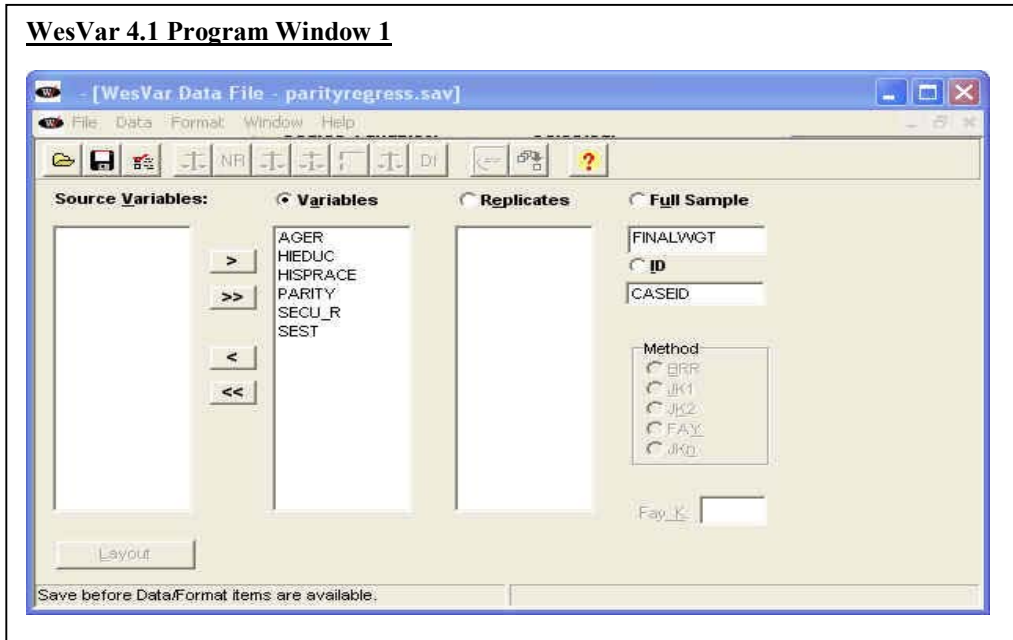 WesVar 4.1 Program Window 1
- [WesVar Data File - parityregress.sav]
File Data Format Window Help
NR DI ?
Source Variables: Variables Replicates Full Sample
AGER
HIEDUC
HISPRACE
PARITY
SECU_R
SEST
>
>>
<
<<
FINALWGT
ID
CASEID
Method
BRR
JK1
JK2
FAY
JKn
Fay_K:
Layout
Save before Data/Format items are available.